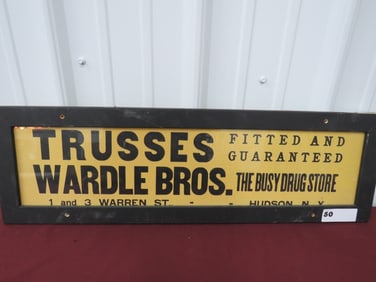 TRUSSES FITTED AND GUARANTEED
WARDLE BROS. THE BUSY DRUG STORE
1 and 3 WARREN ST. - - HUDSON, N. Y.
50